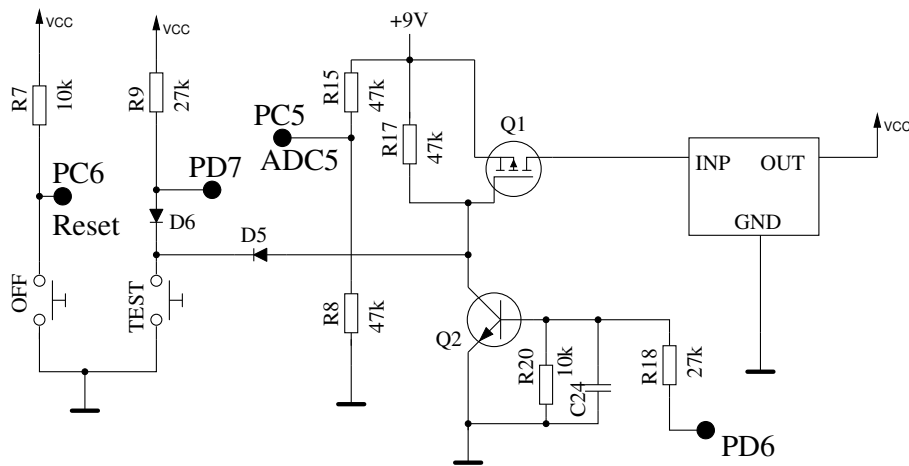 VCC
VCC
+9V
R7
10k
R9
27k
R15
47k
PC5
ADC5
R17
47k
Q1
VCC
INP
OUT
GND
PC6
Reset
PD7
D6
D5
OFF
TEST
R8
47k
Q2
R20
10k
C24
R18
27k
PD6